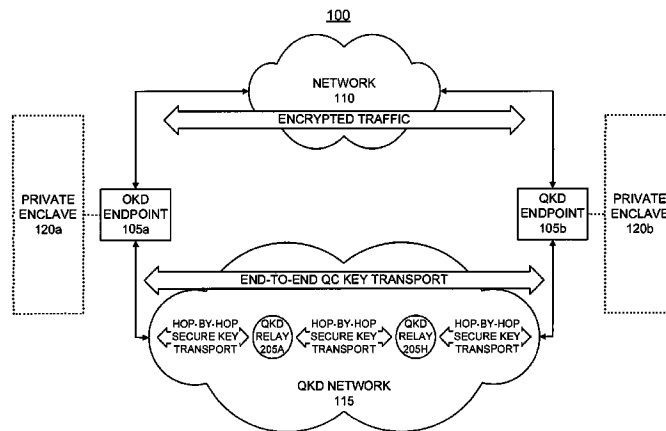 100
NETWORK
110
ENCRYPTED TRAFFIC
PRIVATE
ENCLAVE
120a
OKD
ENDPOINT
105a
QKD
ENDPOINT
105b
PRIVATE
ENCLAVE
120b
END-TO-END QC KEY TRANSPORT
HOP-BY-HOP
SECURE KEY
TRANSPORT
QKD
RELAY
205A
HOP-BY-HOP
SECURE KEY
TRANSPORT
QKD
RELAY
205H
HOP-BY-HOP
SECURE KEY
TRANSPORT
QKD NETWORK
115